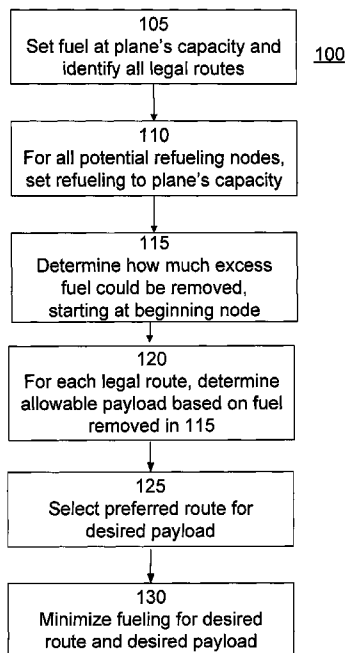 105
Set fuel at plane's capacity and
identify all legal routes
100
110
For all potential refueling nodes,
set refueling to plane's capacity
115
Determine how much excess
fuel could be removed,
starting at beginning node
120
For each legal route, determine
allowable payload based on fuel
removed in 115
125
Select preferred route for
desired payload
130
Minimize fueling for desired
route and desired payload